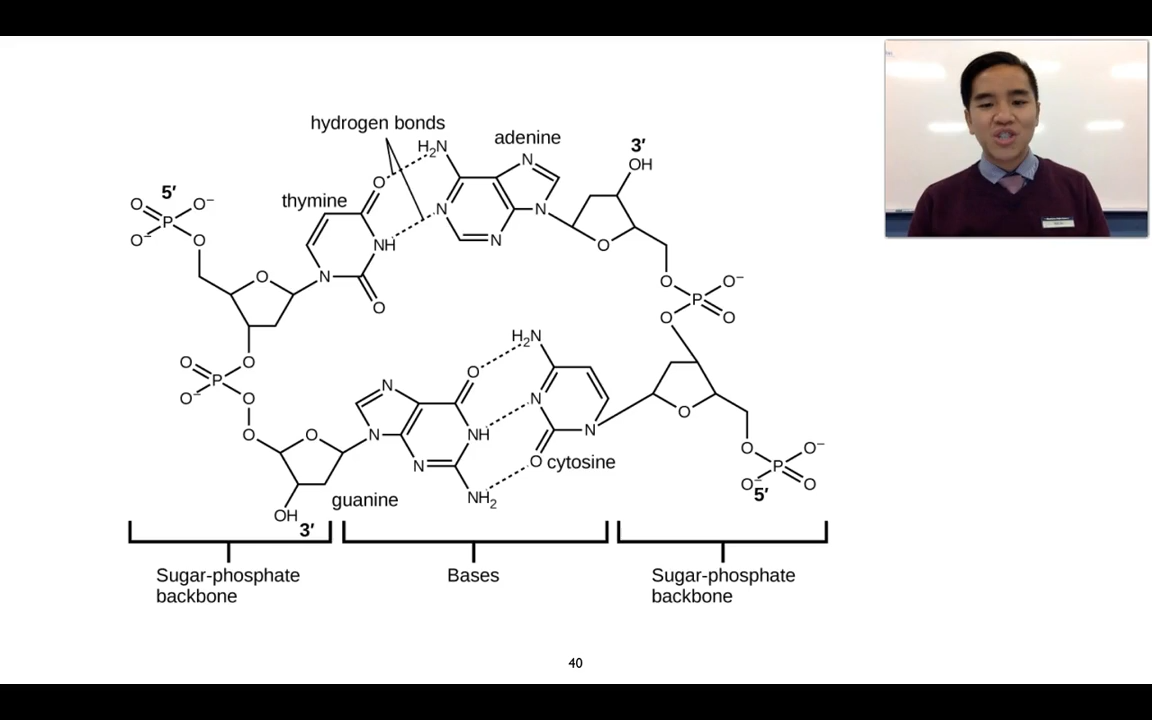 hydrogen bonds
H2N
adenine
N
3′
OH
5′
O
O–
P
O–
O
thymine
O
N
NH
N
N
N
O
O
N
O
O
O–
P
O
O
H2N
O
O
P
O–
O
O
N
O
N
NH
N
N
O
N
N
O
cytosine
O
O–
P
O–
O
5′
NH2
guanine
OH
3′
Sugar-phosphate
backbone
Bases
Sugar-phosphate
backbone
40